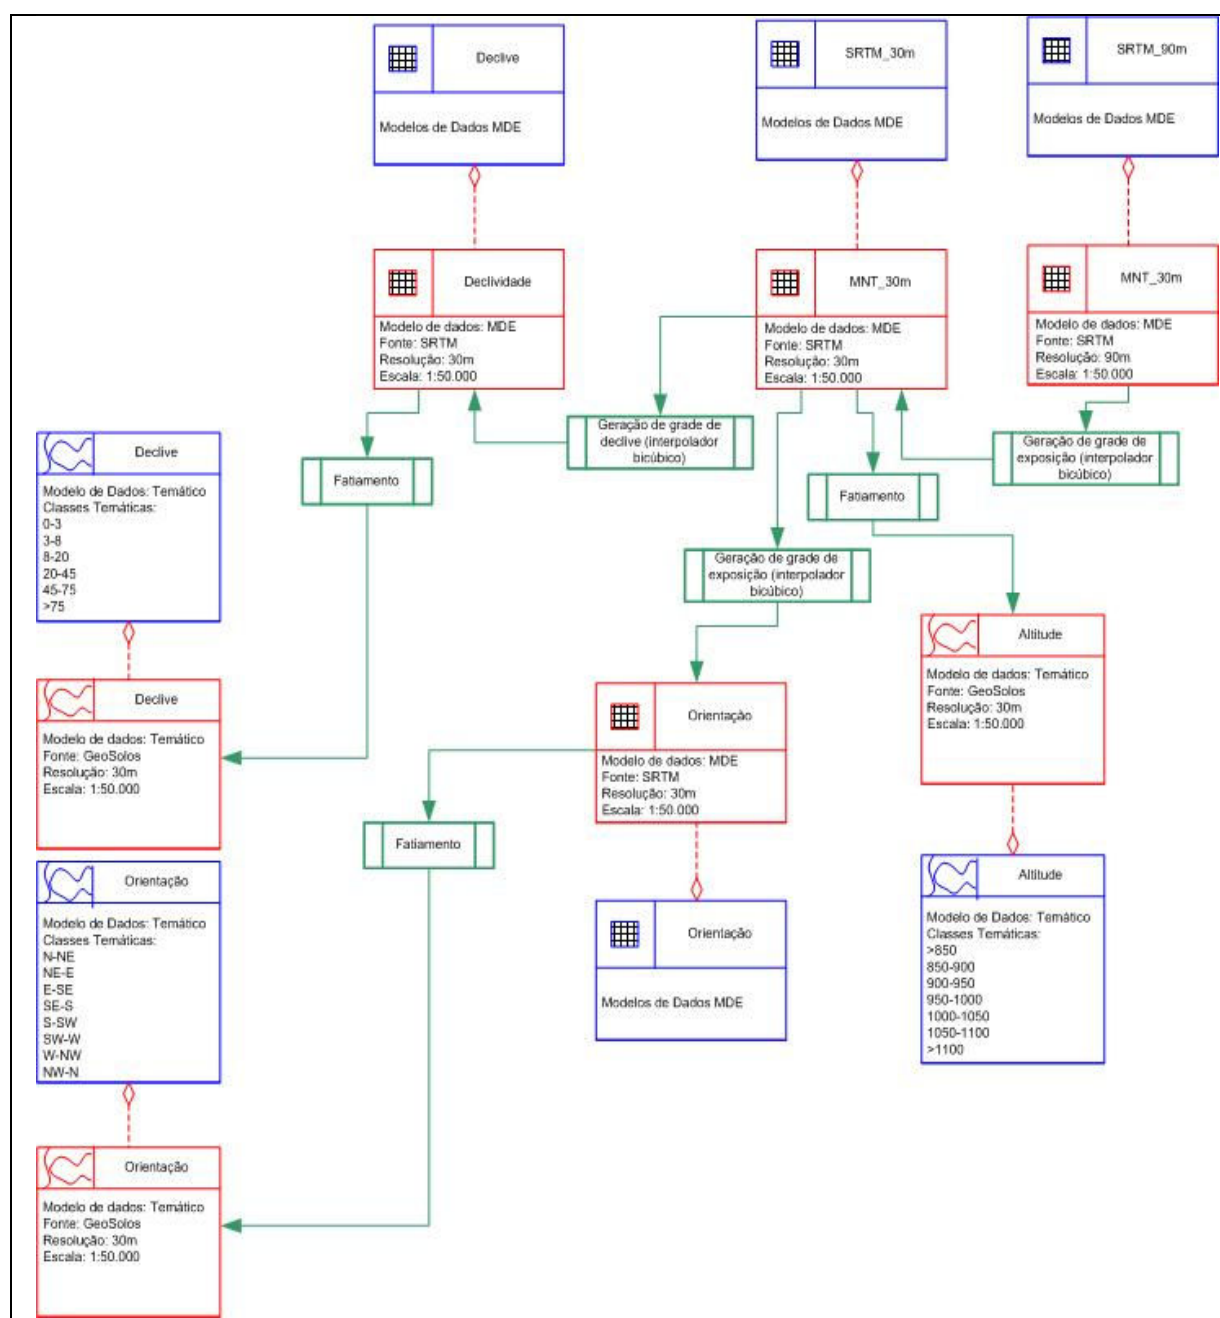 Declive
Modelos de Dados MDE
SRTM_30m
Modelos de Dados MDE
SRTM_90m
Modelos de Dados MDE
Declividade
Modelo de dados: MDE
Fonte: SRTM
Resolução: 30m
Escala: 1:50.000
MNT_30m
Modelo de dados: MDE
Fonte: SRTM
Resolução: 30m
Escala: 1:50.000
MNT_30m
Modelo de dados: MDE
Fonte: SRTM
Resolução: 90m
Escala: 1:50.000
Geração de grade de
declive (interpolador
bicúbico)
Geração de grade de
exposição (interpolador
bicúbico)
Fatiamento
Fatiamento
Geração de grade de
exposição (interpolador
bicúbico)
Declive
Modelo de Dados: Temático
Classes Temáticas:
0-3
3-8
8-20
20-45
45-75
>75
Declive
Modelo de dados: Temático
Fonte: GeoSolos
Resolução: 30m
Escala: 1:50.000
Orientação
Modelo de dados: MDE
Fonte: SRTM
Resolução: 30m
Escala: 1:50.000
Altitude
Modelo de dados: Temático
Fonte: GeoSolos
Resolução: 30m
Escala: 1:50.000
Fatiamento
Orientação
Modelo de Dados: Temático
Classes Temáticas:
N-NE
NE-E
E-SE
SE-S
S-SW
SW-W
W-NW
NW-N
Orientação
Modelos de Dados MDE
Altitude
Modelo de Dados: Temático
Classes Temáticas:
>850
850-900
900-950
950-1000
1000-1050
1050-1100
>1100
Orientação
Modelo de dados: Temático
Fonte: GeoSolos
Resolução: 30m
Escala: 1:50.000